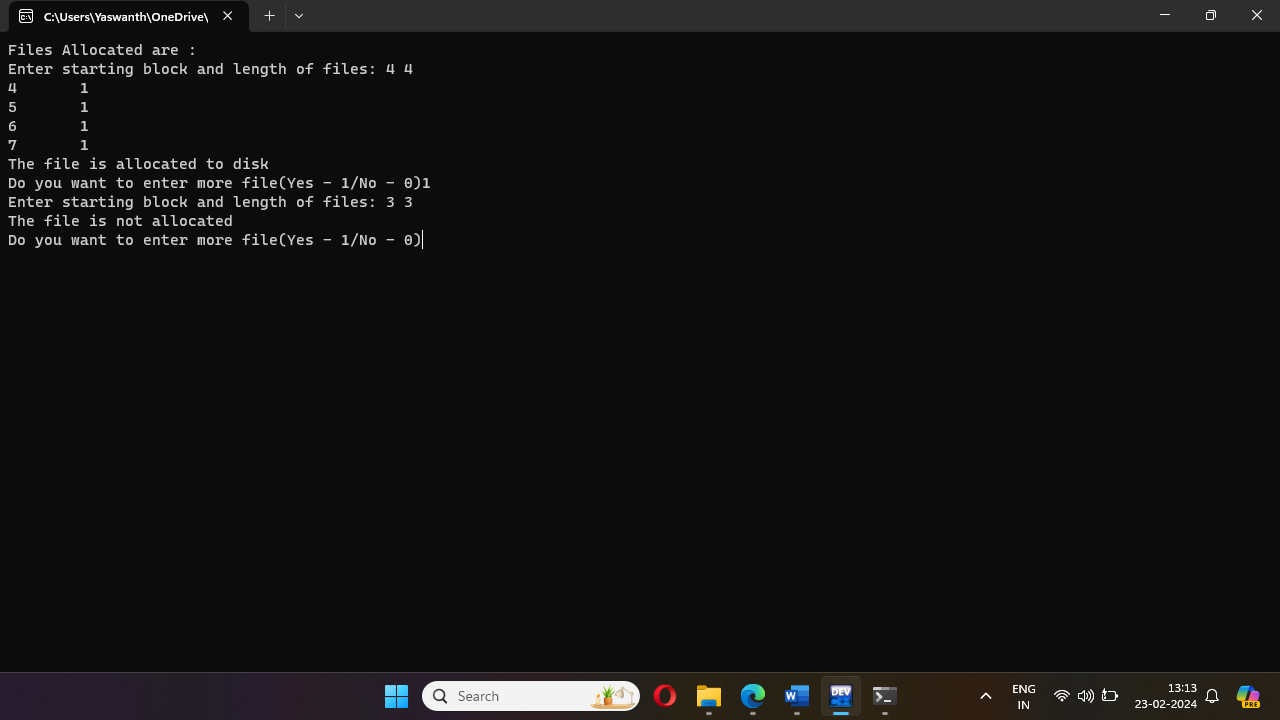 C:\Users\Yaswanth\OneDrive\
Files Allocated are :
Enter starting block and length of files: 4 4
4 1
5 1
6 1
7 1
The file is allocated to disk
Do you want to enter more file(Yes - 1/No - 0)1
Enter starting block and length of files: 3 3
The file is not allocated
Do you want to enter more file(Yes - 1/No - 0)
Search
DEV
ENG
IN
13:13
23-02-2024
PRE